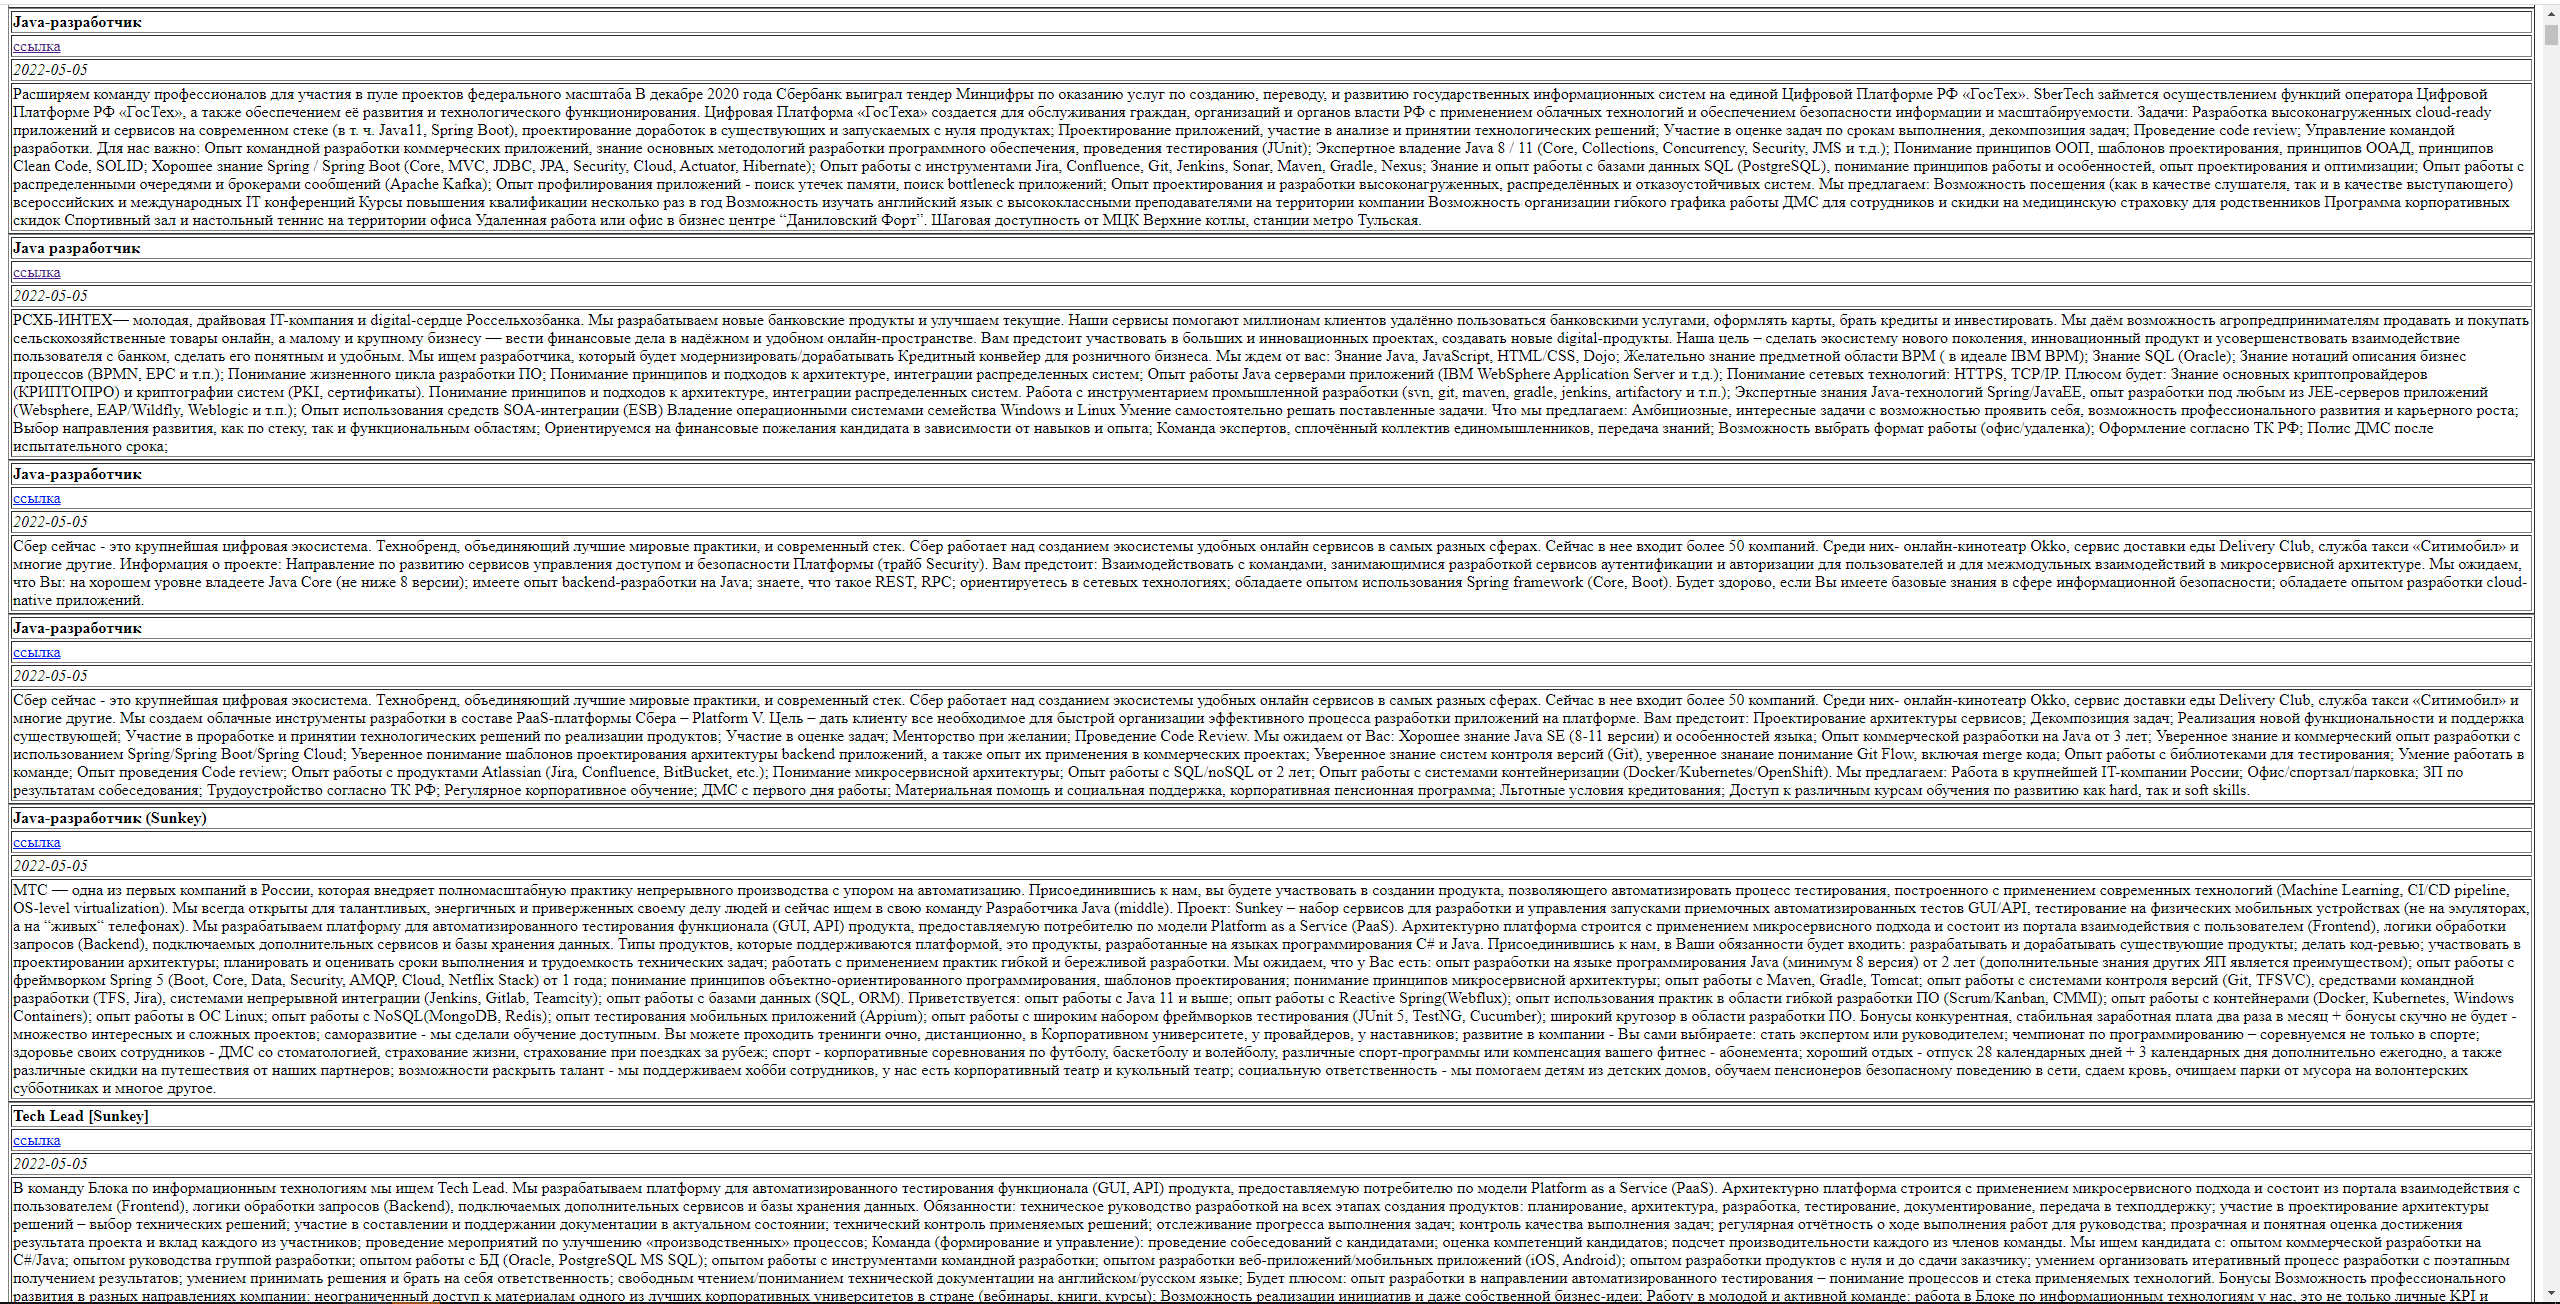 Java-разработчик
ссылка
2022-05-05
Расширяем команду профессионалов для участия в пуле проектов федерального масштаба В декабре 2020 года Сбербанк выиграл тендер Минцифры по оказанию услуг по созданию, переводу, и развитию государственных информационных систем на единой Цифровой Платформе РФ «ГосТех». SberTech займется осуществлением функций оператора Цифровой
Платформе РФ «ГосТех», а также обеспечением её развития и технологического функционирования. Цифровая Платформа «ГосТеха» создается для обслуживания граждан, организаций и органов власти РФ с применением облачных технологий и обеспечением безопасности информации и масштабируемости. Задачи: Разработка высоконагруженных cloud-ready
приложений и сервисов на современном стеке (в т. ч. Java11, Spring Boot), проектирование доработок в существующих и запускаемых с нуля продуктах; Проектирование приложений, участие в анализе и принятии технологических решений; Участие в оценке задач по срокам выполнения, декомпозиция задач; Проведение code review; Управление командой
разработки. Для нас важно: Опыт командной разработки коммерческих приложений, знание основных методологий разработки программного обеспечения, проведения тестирования (JUnit); Экспертное владение Java 8 / 11 (Core, Collections, Concurrency, Security, JMS и т.д.); Понимание принципов ООП, шаблонов проектирования, принципов ООАД, принципов
Clean Code, SOLID; Хорошее знание Spring / Spring Boot (Core, MVC, JDBC, JPA, Security, Cloud, Actuator, Hibernate); Опыт работы с инструментами Jira, Confluence, Git, Jenkins, Sonar, Maven, Gradle, Nexus; Знание и опыт работы с базами данных SQL (PostgreSQL), понимание принципов работы и особенностей, опыт проектирования и оптимизации; Опыт работы с
распределенными очередями и брокерами сообщений (Apache Kafka); Опыт профилирования приложений - поиск утечек памяти, поиск bottleneck приложений; Опыт проектирования и разработки высоконагруженных, распределённых и отказоустойчивых систем. Мы предлагаем: Возможность посещения (как в качестве слушателя, так и в качестве выступающего)
всероссийских и международных IT конференций Курсы повышения квалификации несколько раз в год Возможность изучать английский язык с высококлассными преподавателями на территории компании Возможность организации гибкого графика работы ДМС для сотрудников и скидки на медицинскую страховку для родственников Программа корпоративных
скидок Спортивный зал и настольный теннис на территории офиса Удаленная работа или офис в бизнес центре “Даниловский Форт”. Шаговая доступность от МЦК Верхние котлы, станции метро Тульская.
Java разработчик
ссылка
2022-05-05
РСХБ-ИНТЕХ— молодая, драйвовая IT-компания и digital-сердце Россельхозбанка. Мы разрабатываем новые банковские продукты и улучшаем текущие. Наши сервисы помогают миллионам клиентов удалённо пользоваться банковскими услугами, оформлять карты, брать кредиты и инвестировать. Мы даём возможность агропредпринимателям продавать и покупать
сельскохозяйственные товары онлайн, а малому и крупному бизнесу — вести финансовые дела в надёжном и удобном онлайн-пространстве. Вам предстоит участвовать в больших и инновационных проектах, создавать новые digital-продукты. Наша цель – сделать экосистему нового поколения, инновационный продукт и усовершенствовать взаимодействие
пользователя с банком, сделать его понятным и удобным. Мы ищем разработчика, который будет модернизировать/дорабатывать Кредитный конвейер для розничного бизнеса. Мы ждем от вас: Знание Java, JavaScript, HTML/CSS, Dojo; Желательно знание предметной области BPM ( в идеале IBM BPM); Знание SQL (Oracle); Знание нотаций описания бизнес
процессов (BPMN, EPC и т.п.); Понимание жизненного цикла разработки ПО; Понимание принципов и подходов к архитектуре, интеграции распределенных систем; Опыт работы Java серверами приложений (IBM WebSphere Application Server и т.д.); Понимание сетевых технологий: HTTPS, TCP/IP. Плюсом будет: Знание основных криптопровайдеров
(КРИПТОПРО) и криптографии систем (PKI, сертификаты). Понимание принципов и подходов к архитектуре, интеграции распределенных систем. Работа с инструментарием промышленной разработки (svn, git, maven, gradle, jenkins, artifactory и т.п.); Экспертные знания Java-технологий Spring/JavaEE, опыт разработки под любым из JEE-серверов приложений
(Websphere, EAP/Wildfly, Weblogic и т.п.); Опыт использования средств SOA-интеграции (ESB) Владение операционными системами семейства Windows и Linux Умение самостоятельно решать поставленные задачи. Что мы предлагаем: Амбициозные, интересные задачи с возможностью проявить себя, возможность профессионального развития и карьерного роста;
Выбор направления развития, как по стеку, так и функциональным областям; Ориентируемся на финансовые пожелания кандидата в зависимости от навыков и опыта; Команда экспертов, сплочённый коллектив единомышленников, передача знаний; Возможность выбрать формат работы (офис/удаленка); Оформление согласно ТК РФ; Полис ДМС после
испытательного срока;
Java-разработчик
ссылка
2022-05-05
Сбер сейчас - это крупнейшая цифровая экосистема. Технобренд, объединяющий лучшие мировые практики, и современный стек. Сбер работает над созданием экосистемы удобных онлайн сервисов в самых разных сферах. Сейчас в нее входит более 50 компаний. Среди них- онлайн-кинотеатр Okko, сервис доставки еды Delivery Club, служба такси «Ситимобил» и
многие другие. Информация о проекте: Направление по развитию сервисов управления доступом и безопасности Платформы (трайб Security). Вам предстоит: Взаимодействовать с командами, занимающимися разработкой сервисов аутентификации и авторизации для пользователей и для межмодульных взаимодействий в микросервисной архитектуре. Мы ожидаем,
что Вы: на хорошем уровне владеете Java Core (не ниже 8 версии); имеете опыт backend-разработки на Java; знаете, что такое REST, RPC; ориентируетесь в сетевых технологиях; обладаете опытом использования Spring framework (Core, Boot). Будет здорово, если Вы имеете базовые знания в сфере информационной безопасности; обладаете опытом разработки cloud-
native приложений.
Java-разработчик
ссылка
2022-05-05
Сбер сейчас - это крупнейшая цифровая экосистема. Технобренд, объединяющий лучшие мировые практики, и современный стек. Сбер работает над созданием экосистемы удобных онлайн сервисов в самых разных сферах. Сейчас в нее входит более 50 компаний. Среди них- онлайн-кинотеатр Okko, сервис доставки еды Delivery Club, служба такси «Ситимобил» и
многие другие. Мы создаем облачные инструменты разработки в составе PaaS-платформы Сбера – Platform V. Цель – дать клиенту все необходимое для быстрой организации эффективного процесса разработки приложений на платформе. Вам предстоит: Проектирование архитектуры сервисов; Декомпозиция задач; Реализация новой функциональности и поддержка
существующей; Участие в проработке и принятии технологических решений по реализации продуктов; Участие в оценке задач; Менторство при желании; Проведение Code Review. Мы ожидаем от Вас: Хорошее знание Java SE (8-11 версии) и особенностей языка; Опыт коммерческой разработки на Java от 3 лет; Уверенное знание и коммерческий опыт разработки с
использованием Spring/Spring Boot/Spring Cloud; Уверенное понимание шаблонов проектирования архитектуры backend приложений, а также опыт их применения в коммерческих проектах; Уверенное знание систем контроля версий (Git), уверенное знанаие понимание Git Flow, включая merge кода; Опыт работы с библиотеками для тестирования; Умение работать в
команде; Опыт проведения Code review; Опыт работы с продуктами Atlassian (Jira, Confluence, BitBucket, etc.); Понимание микросервисной архитектуры; Опыт работы с SQL/noSQL от 2 лет; Опыт работы с системами контейнеризации (Docker/Kubernetes/OpenShift). Мы предлагаем: Работа в крупнейшей IT-компании России; Офис/спортзал/парковка; ЗП по
результатам собеседования; Трудоустройство согласно ТК РФ; Регулярное корпоративное обучение; ДМС с первого дня работы; Материальная помощь и социальная поддержка, корпоративная пенсионная программа; Льготные условия кредитования; Доступ к различным курсам обучения по развитию как hard, так и soft skills.
Java-разработчик (Sunkey)
ссылка
2022-05-05
МТС — одна из первых компаний в России, которая внедряет полномасштабную практику непрерывного производства с упором на автоматизацию. Присоединившись к нам, вы будете участвовать в создании продукта, позволяющего автоматизировать процесс тестирования, построенного с применением современных технологий (Machine Learning, CI/CD pipeline,
OS-level virtualization). Мы всегда открыты для талантливых, энергичных и приверженных своему делу людей и сейчас ищем в свою команду Разработчика Java (middle). Проект: Sunkey – набор сервисов для разработки и управления запусками приемочных автоматизированных тестов GUI/API, тестирование на физических мобильных устройствах (не на эмуляторах,
а на “живых“ телефонах). Мы разрабатываем платформу для автоматизированного тестирования функционала (GUI, API) продукта, предоставляемую потребителю по модели Platform as a Service (PaaS). Архитектурно платформа строится с применением микросервисного подхода и состоит из портала взаимодействия с пользователем (Frontend), логики обработки
запросов (Backend), подключаемых дополнительных сервисов и базы хранения данных. Типы продуктов, которые поддерживаются платформой, это продукты, разработанные на языках программирования C# и Java. Присоединившись к нам, в Ваши обязанности будет входить: разрабатывать и дорабатывать существующие продукты; делать код-ревью; участвовать в
проектировании архитектуры; планировать и оценивать сроки выполнения и трудоемкость технических задач; работать с применением практик гибкой и бережливой разработки. Мы ожидаем, что у Вас есть: опыт разработки на языке программирования Java (минимум 8 версия) от 2 лет (дополнительные знания других ЯП является преимуществом); опыт работы с
фреймворком Spring 5 (Boot, Core, Data, Security, AMQP, Cloud, Netflix Stack) от 1 года; понимание принципов объектно-ориентированного программирования, шаблонов проектирования; понимание принципов микросервисной архитектуры; опыт работы с Maven, Gradle, Tomcat; опыт работы с системами контроля версий (Git, TFSVC), средствами командной
разработки (TFS, Jira), системами непрерывной интеграции (Jenkins, Gitlab, Teamcity); опыт работы с базами данных (SQL, ORM). Приветствуется: опыт работы с Java 11 и выше; опыт работы с Reactive Spring(Webflux); опыт использования практик в области гибкой разработки ПО (Scrum/Kanban, CMMI); опыт работы с контейнерами (Docker, Kubernetes, Windows
Containers); опыт работы в ОС Linux; опыт работы с NoSQL(MongoDB, Redis); опыт тестирования мобильных приложений (Appium); опыт работы с широким набором фреймворков тестирования (JUnit 5, TestNG, Cucumber); широкий кругозор в области разработки ПО. Бонусы конкурентная, стабильная заработная плата два раза в месяц + бонусы скучно не будет -
множество интересных и сложных проектов; саморазвитие - мы сделали обучение доступным. Вы можете проходить тренинги очно, дистанционно, в Корпоративном университете, у провайдеров, у наставников; развитие в компании - Вы сами выбираете: стать экспертом или руководителем; чемпионат по программированию – соревнуемся не только в спорте;
здоровье своих сотрудников - ДМС со стоматологией, страхование жизни, страхование при поездках за рубеж; спорт - корпоративные соревнования по футболу, баскетболу и волейболу, различные спорт-программы или компенсация вашего фитнес - абонемента; хороший отдых - отпуск 28 календарных дней + 3 календарных дня дополнительно ежегодно, а также
различные скидки на путешествия от наших партнеров; возможности раскрыть талант - мы поддерживаем хобби сотрудников, у нас есть корпоративный театр и кукольный театр; социальную ответственность - мы помогаем детям из детских домов, обучаем пенсионеров безопасному поведению в сети, сдаем кровь, очищаем парки от мусора на волонтерских
субботниках и многое другое.
Tech Lead [Sunkey]
ссылка
2022-05-05
В команду Блока по информационным технологиям мы ищем Tech Lead. Мы разрабатываем платформу для автоматизированного тестирования функционала (GUI, API) продукта, предоставляемую потребителю по модели Platform as a Service (PaaS). Архитектурно платформа строится с применением микросервисного подхода и состоит из портала взаимодействия с
пользователем (Frontend), логики обработки запросов (Backend), подключаемых дополнительных сервисов и базы хранения данных. Обязанности: техническое руководство разработкой на всех этапах создания продуктов: планирование, архитектура, разработка, тестирование, документирование, передача в техподдержку; участие в проектирование архитектуры
решений – выбор технических решений; участие в составлении и поддержании документации в актуальном состоянии; технический контроль применяемых решений; отслеживание прогресса выполнения задач; контроль качества выполнения задач; регулярная отчётность о ходе выполнения работ для руководства; прозрачная и понятная оценка достижения
результата проекта и вклад каждого из участников; проведение мероприятий по улучшению «производственных» процессов; Команда (формирование и управление): проведение собеседований с кандидатами; оценка компетенций кандидатов; подсчет производительности каждого из членов команды. Мы ищем кандидата с: опытом коммерческой разработки на
C#/Java; опытом руководства группой разработки; опытом работы с БД (Oracle, PostgreSQL MS SQL); опытом работы с инструментами командной разработки; опытом разработки веб-приложений/мобильных приложений (iOS, Android); опытом разработки продуктов с нуля и до сдачи заказчику; умением организовать итеративный процесс разработки с поэтапным
получением результатов; умением принимать решения и брать на себя ответственность; свободным чтением/пониманием технической документации на английском/русском языке; Будет плюсом: опыт разработки в направлении автоматизированного тестирования – понимание процессов и стека применяемых технологий. Бонусы Возможность профессионального
развития в разных направлениях компании: неограниченный доступ к материалам одного из лучших корпоративных университетов в стране (вебинары, книги, курсы); Возможность реализации инициатив и даже собственной бизнес-идеи; Работу в молодой и активной команде: работа в Блоке по информационным технологиям у нас, это не только личные KPI и